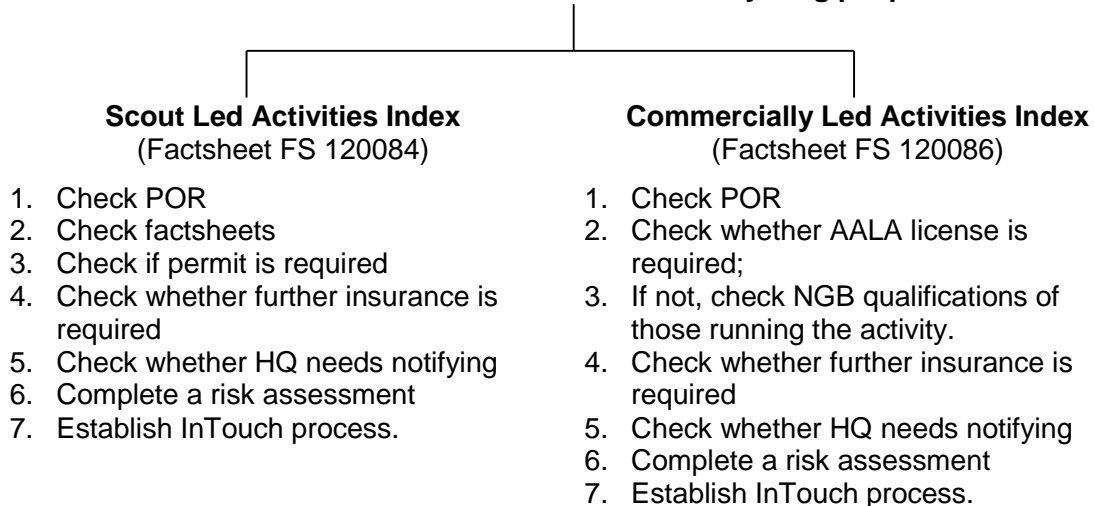 Scout Led Activities Index
(Factsheet FS 120084)
1. Check POR
2. Check factsheets
3. Check if permit is required
4. Check whether further insurance is
required
5. Check whether HQ needs notifying
6. Complete a risk assessment
7. Establish InTouch process.
Commercially Led Activities Index
(Factsheet FS 120086)
1. Check POR
2. Check whether AALA license is
required;
3. If not, check NGB qualifications of
those running the activity.
4. Check whether further insurance is
required
5. Check whether HQ needs notifying
6. Complete a risk assessment
7. Establish InTouch process.